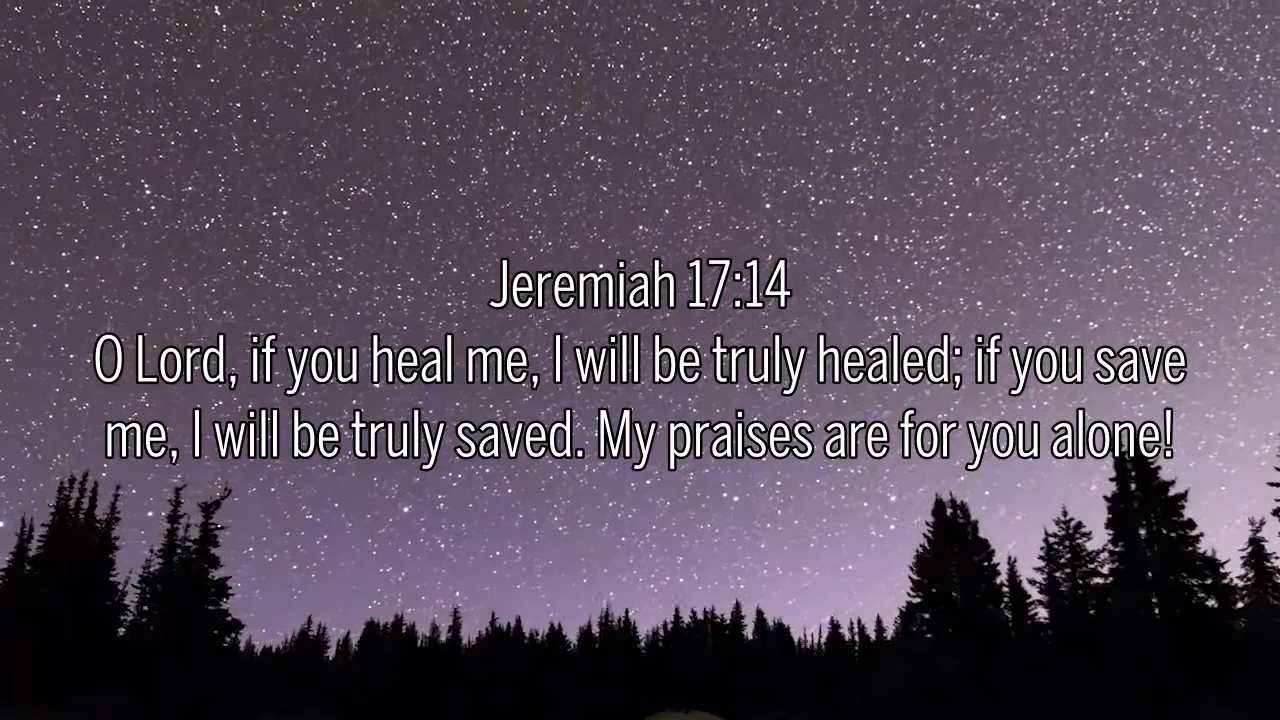 Jeremiah 17:14
O Lord, if you heal me, I will be truly healed; if you save
me, I will be truly saved. My praises are for you alone!